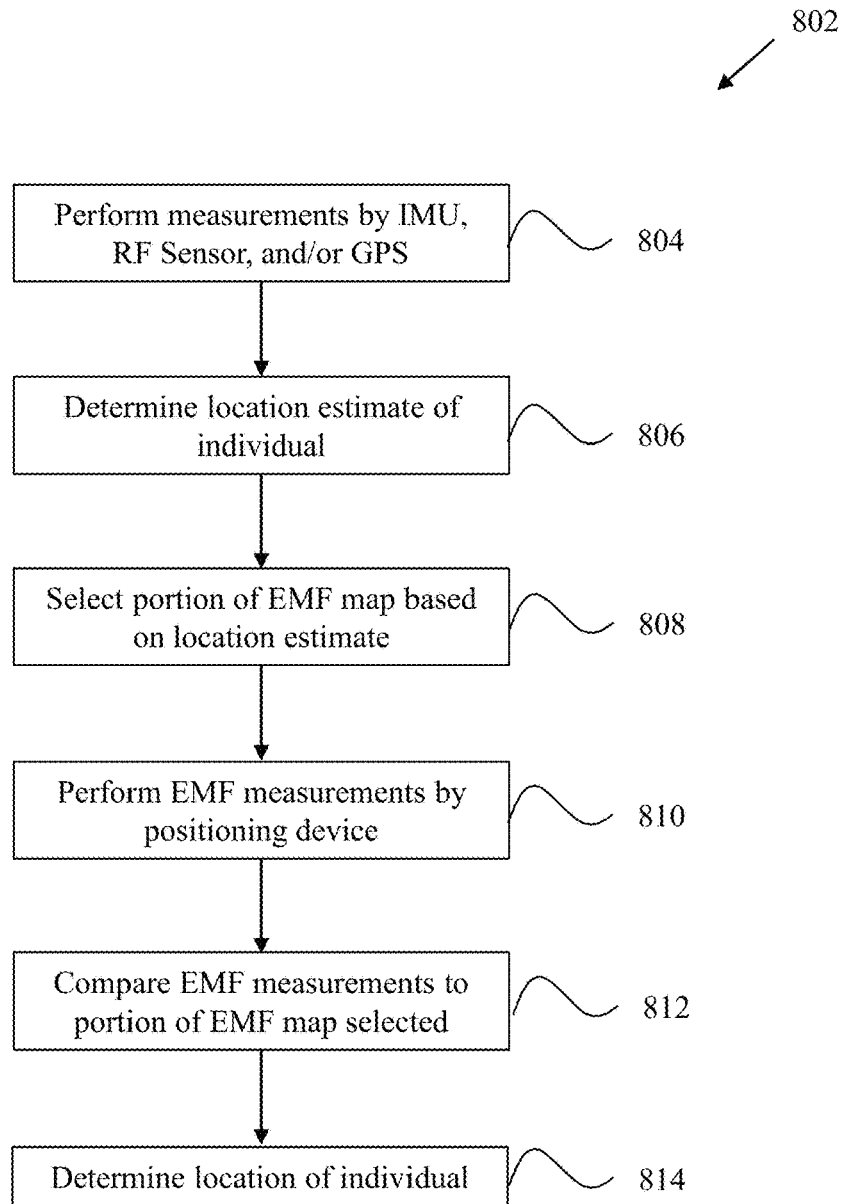 802
Perform measurements by IMU,
RF Sensor, and/or GPS
804
Determine location estimate of
individual
806
Select portion of EMF map based
on location estimate
808
Perform EMF measurements by
positioning device
810
Compare EMF measurements to
portion of EMF map selected
812
Determine location of individual
814